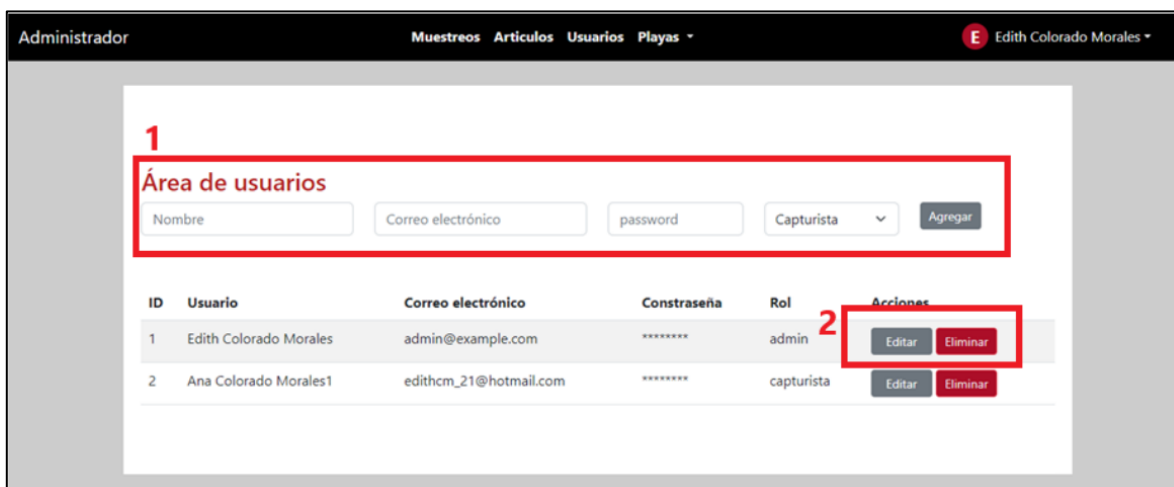 Administrador Muestreos Articulos Usuarios Playas E Edith Colorado Morales
1
Área de usuarios
Nombre Correo electrónico password Capturista Agregar
ID Usuario Correo electrónico Constraseña Rol Acciones
2
1 Edith Colorado Morales admin@example.com ******** admin Editar Eliminar
2 Ana Colorado Morales1 edithcm_21@hotmail.com ******** capturista Editar Eliminar